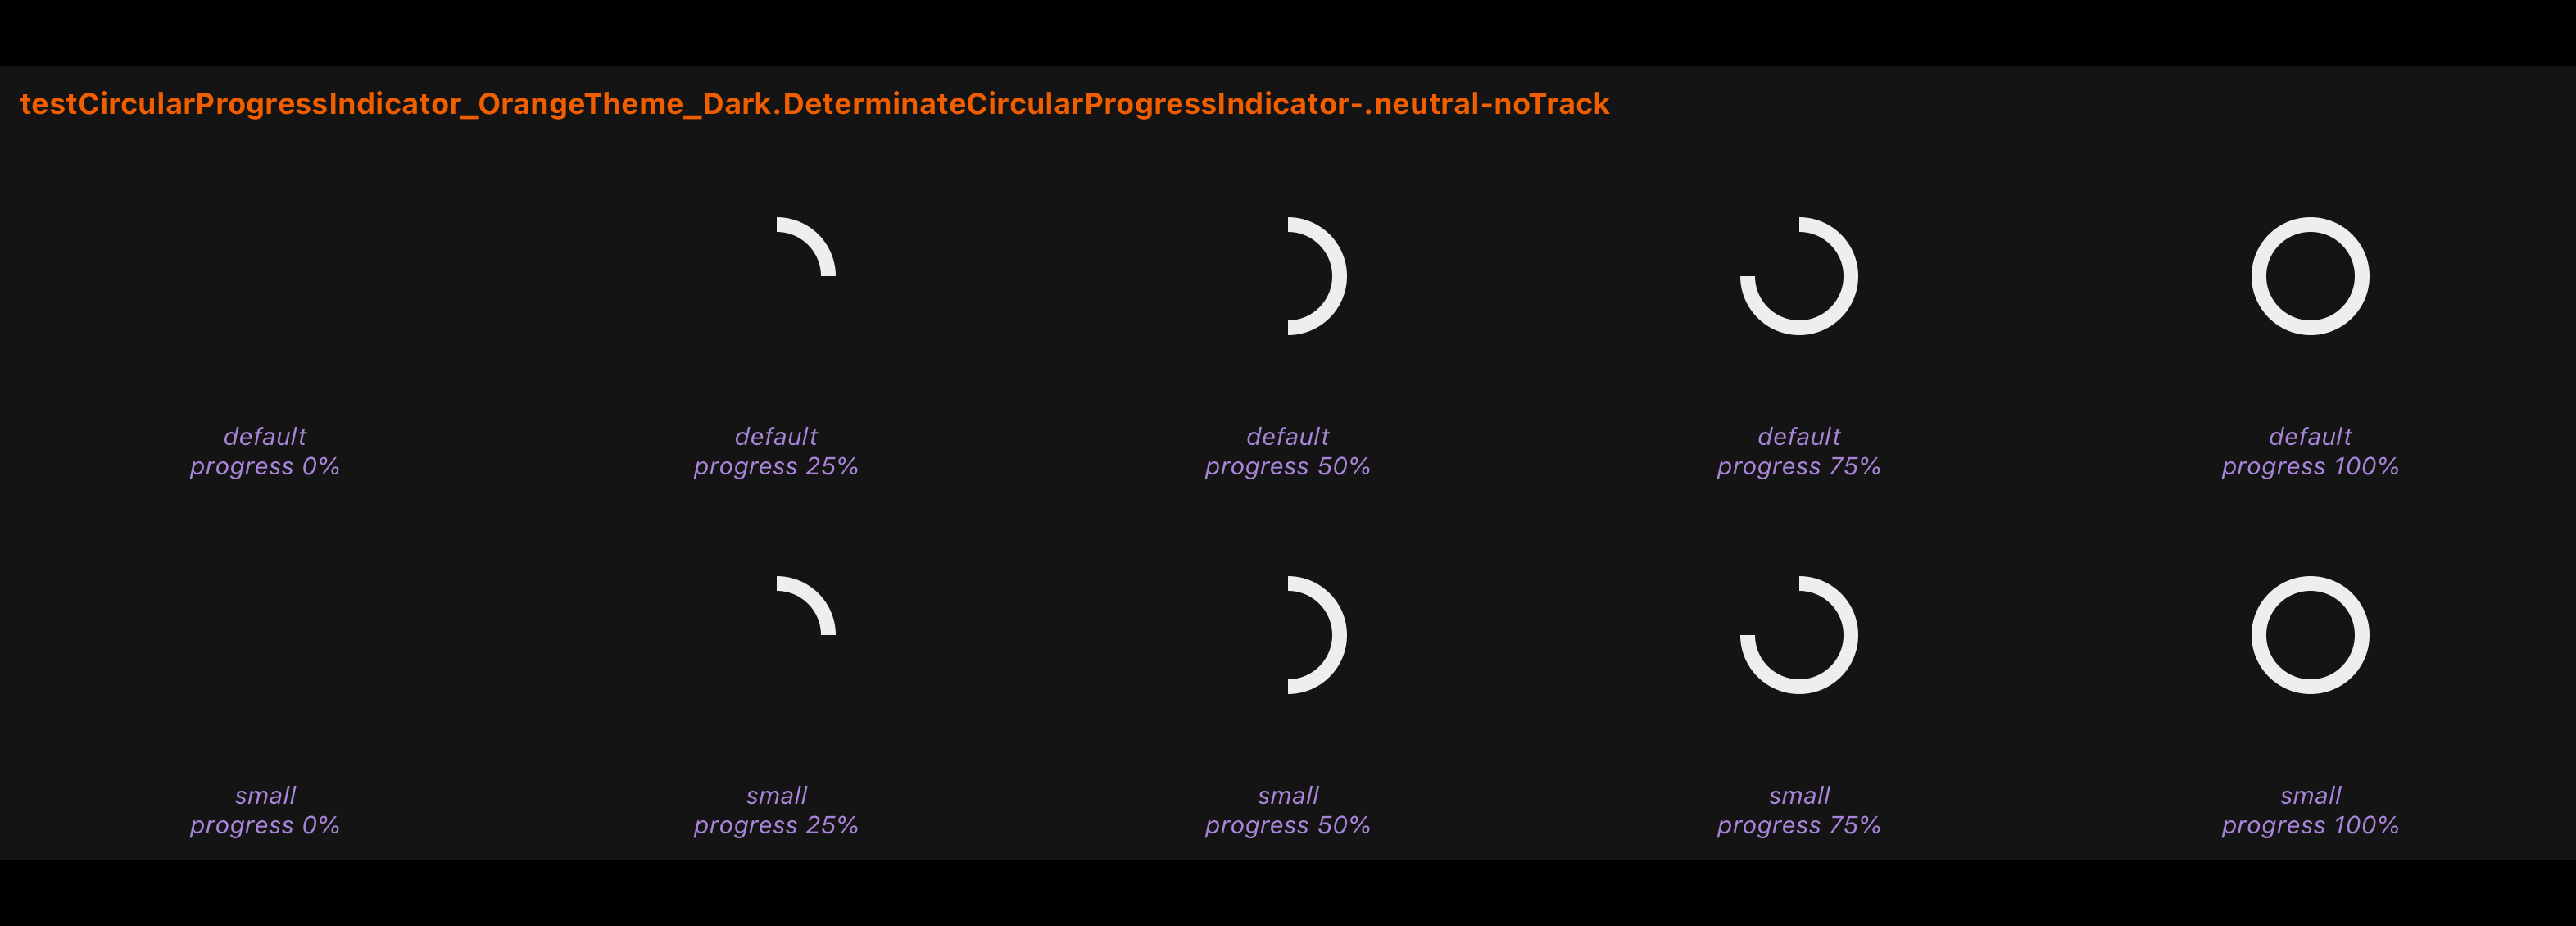 testCircularProgressIndicator_OrangeTheme_Dark.DeterminateCircularProgressIndicator-.neutral-noTrack
default
progress 0%
default
progress 25%
default
progress 50%
default
progress 75%
default
progress 100%
small
progress 0%
small
progress 25%
small
progress 50%
small
progress 75%
small
progress 100%